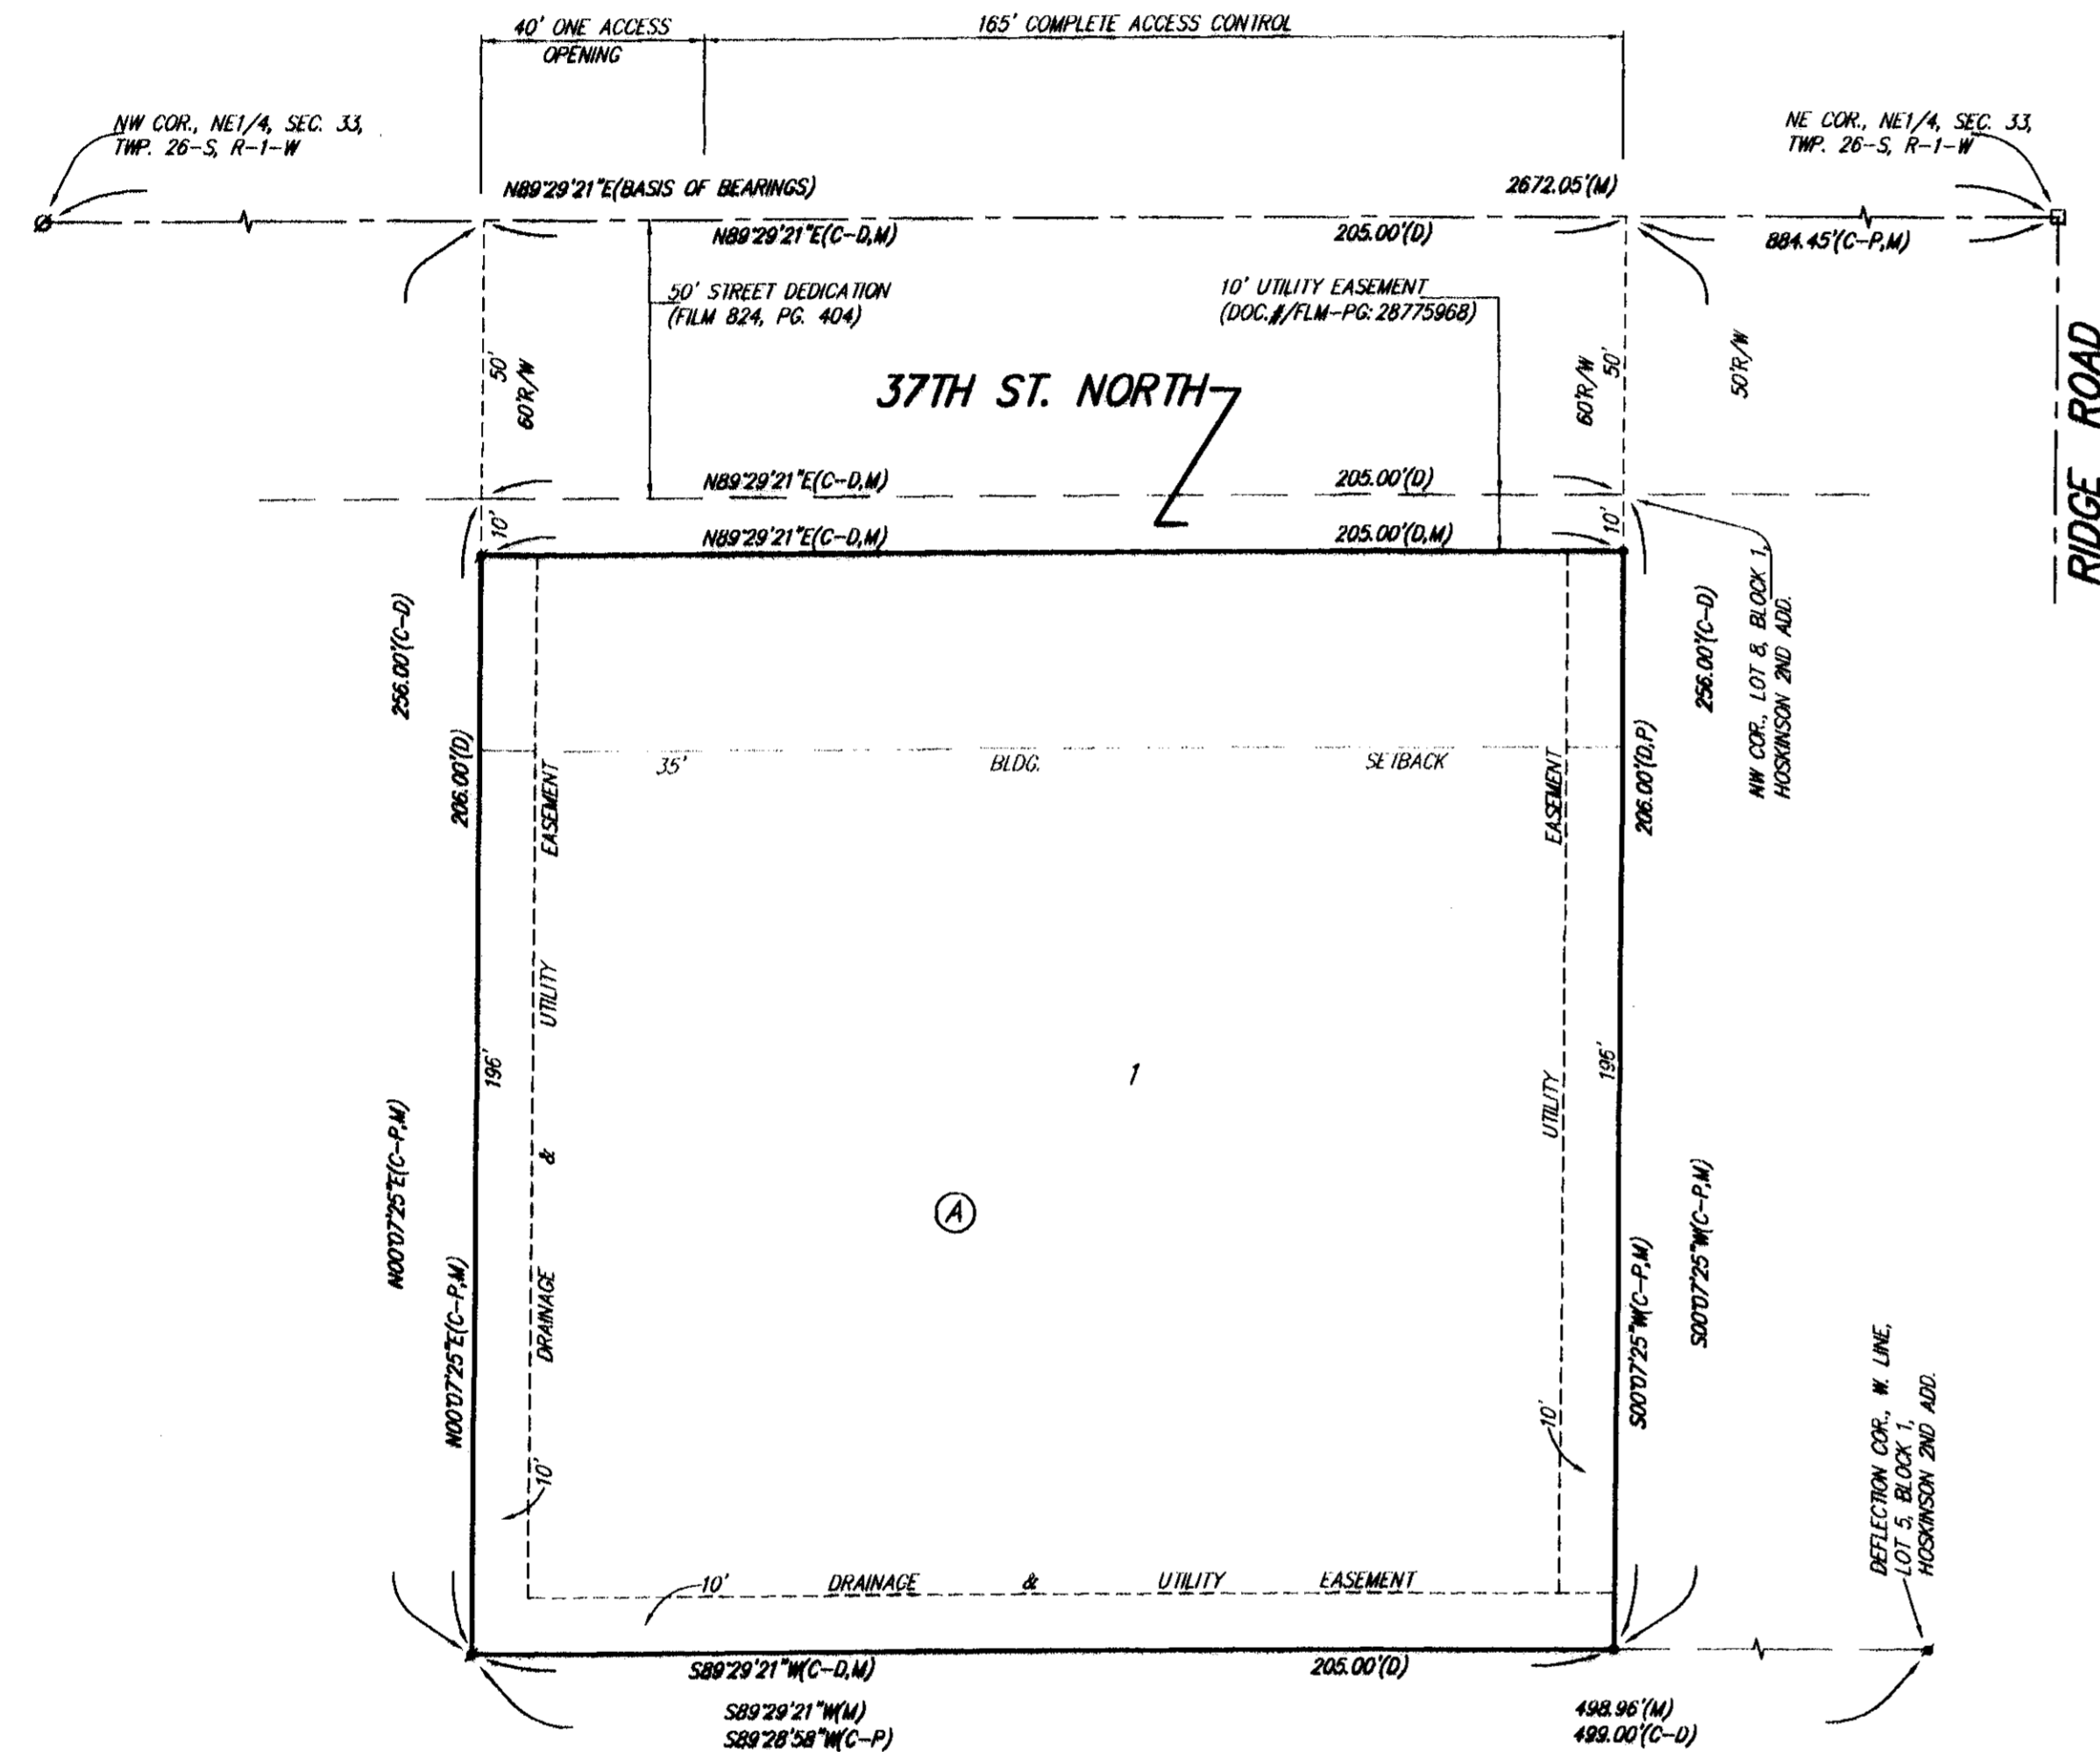 40' ONE ACCESS
OPENING
165' COMPLETE ACCESS CONTROL
NW COR., NE1/4, SEC. 33,
TWP. 26-S, R-1-W
NE COR., NE1/4, SEC. 33,
TWP. 26-S, R-1-W
N89°29'21"E(BASIS OF BEARINGS)
2672.05'(M)
N89°29'21"E(C-D,M)
205.00'(D)
884.45'(C-P,M)
50' STREET DEDICATION
(FILM 824, PG. 404)
10' UTILITY EASEMENT
(DOC.#/FLM-PG: 28775968)
50'
60'R/W
60'R/W
50'
50'R/W
37TH ST. NORTH
RIDGE ROAD
N89°29'21"E(C-D,M)
205.00'(D)
10'
10'
N89°29'21"E(C-D,M)
205.00'(D,M)
NW COR., LOT 8, BLOCK 1,
HOSKINSON 2ND ADD.
256.00'(C-D)
256.00'(C-D)
206.00'(D)
206.00'(D,P)
35' BLDG. SETBACK
DRAINAGE & UTILITY EASEMENT
UTILITY EASEMENT
196'
196'
1
A
N00°07'25"E(C-P,M)
N00°07'25"E(C-P,M)
S00°07'25"W(C-P,M)
S00°07'25"W(C-P,M)
10'
10'
DEFLECTION COR., W. LINE,
LOT 5, BLOCK 1,
HOSKINSON 2ND ADD.
10' DRAINAGE & UTILITY EASEMENT
S89°29'21"W(C-D,M)
205.00'(D)
S89°29'21"W(M)
S89°28'58"W(C-P)
498.96'(M)
499.00'(C-D)